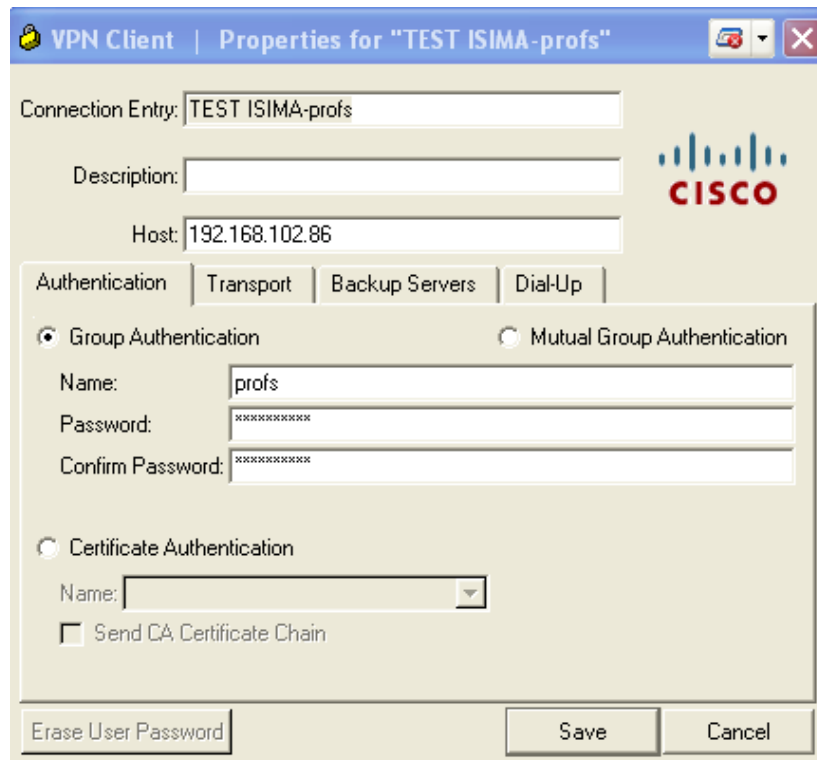 VPN Client | Properties for "TEST ISIMA-profs"
Connection Entry: TEST ISIMA-profs
Description:
CISCO
Host: 192.168.102.86
Authentication Transport Backup Servers Dial-Up
Group Authentication Mutual Group Authentication
Name: profs
Password: **********
Confirm Password: **********
Certificate Authentication
Name:
Send CA Certificate Chain
Erase User Password Save Cancel